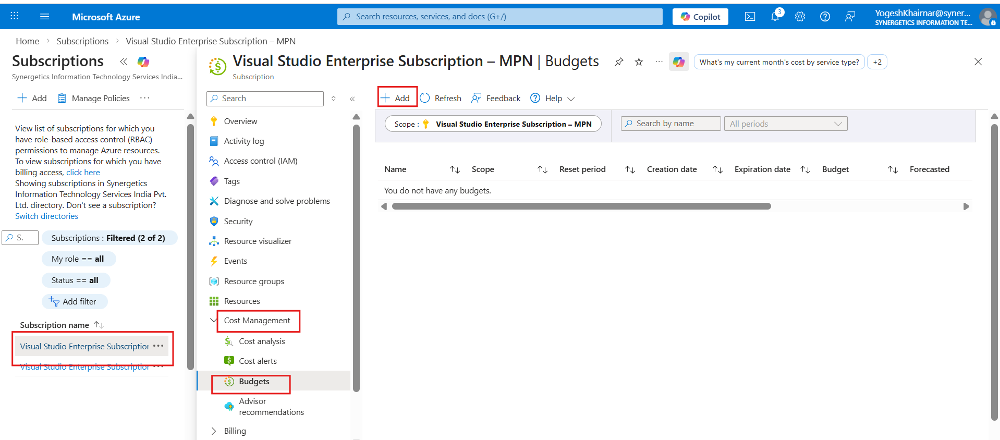 Microsoft Azure
Search resources, services, and docs (G+/)
Copilot
3
YogeshKhairnar@syner...
SYNERGETICS INFORMATION TE...
Home > Subscriptions > Visual Studio Enterprise Subscription – MPN
Subscriptions
Synergetics Information Technology Services India...
Add
Manage Policies
...
View list of subscriptions for which you
have role-based access control (RBAC)
permissions to manage Azure resources.
To view subscriptions for which you have
billing access, click here
Showing subscriptions in Synergetics
Information Technology Services India Pvt.
Ltd. directory. Don't see a subscription?
Switch directories
S.
Subscriptions : Filtered (2 of 2)
My role == all
Status == all
Add filter
Subscription name
Visual Studio Enterprise Subscription ...
Visual Studio Enterprise Subscription ...
Visual Studio Enterprise Subscription – MPN | Budgets
Subscription
...
What's my current month's cost by service type?
+2
Search
Overview
Activity log
Access control (IAM)
Tags
Diagnose and solve problems
Security
Resource visualizer
Events
Resource groups
Resources
Cost Management
Cost analysis
Cost alerts
Budgets
Advisor
recommendations
Billing
Add
Refresh
Feedback
Help
Scope : Visual Studio Enterprise Subscription – MPN
Search by name
All periods
Name
Scope
Reset period
Creation date
Expiration date
Budget
Forecasted
You do not have any budgets.